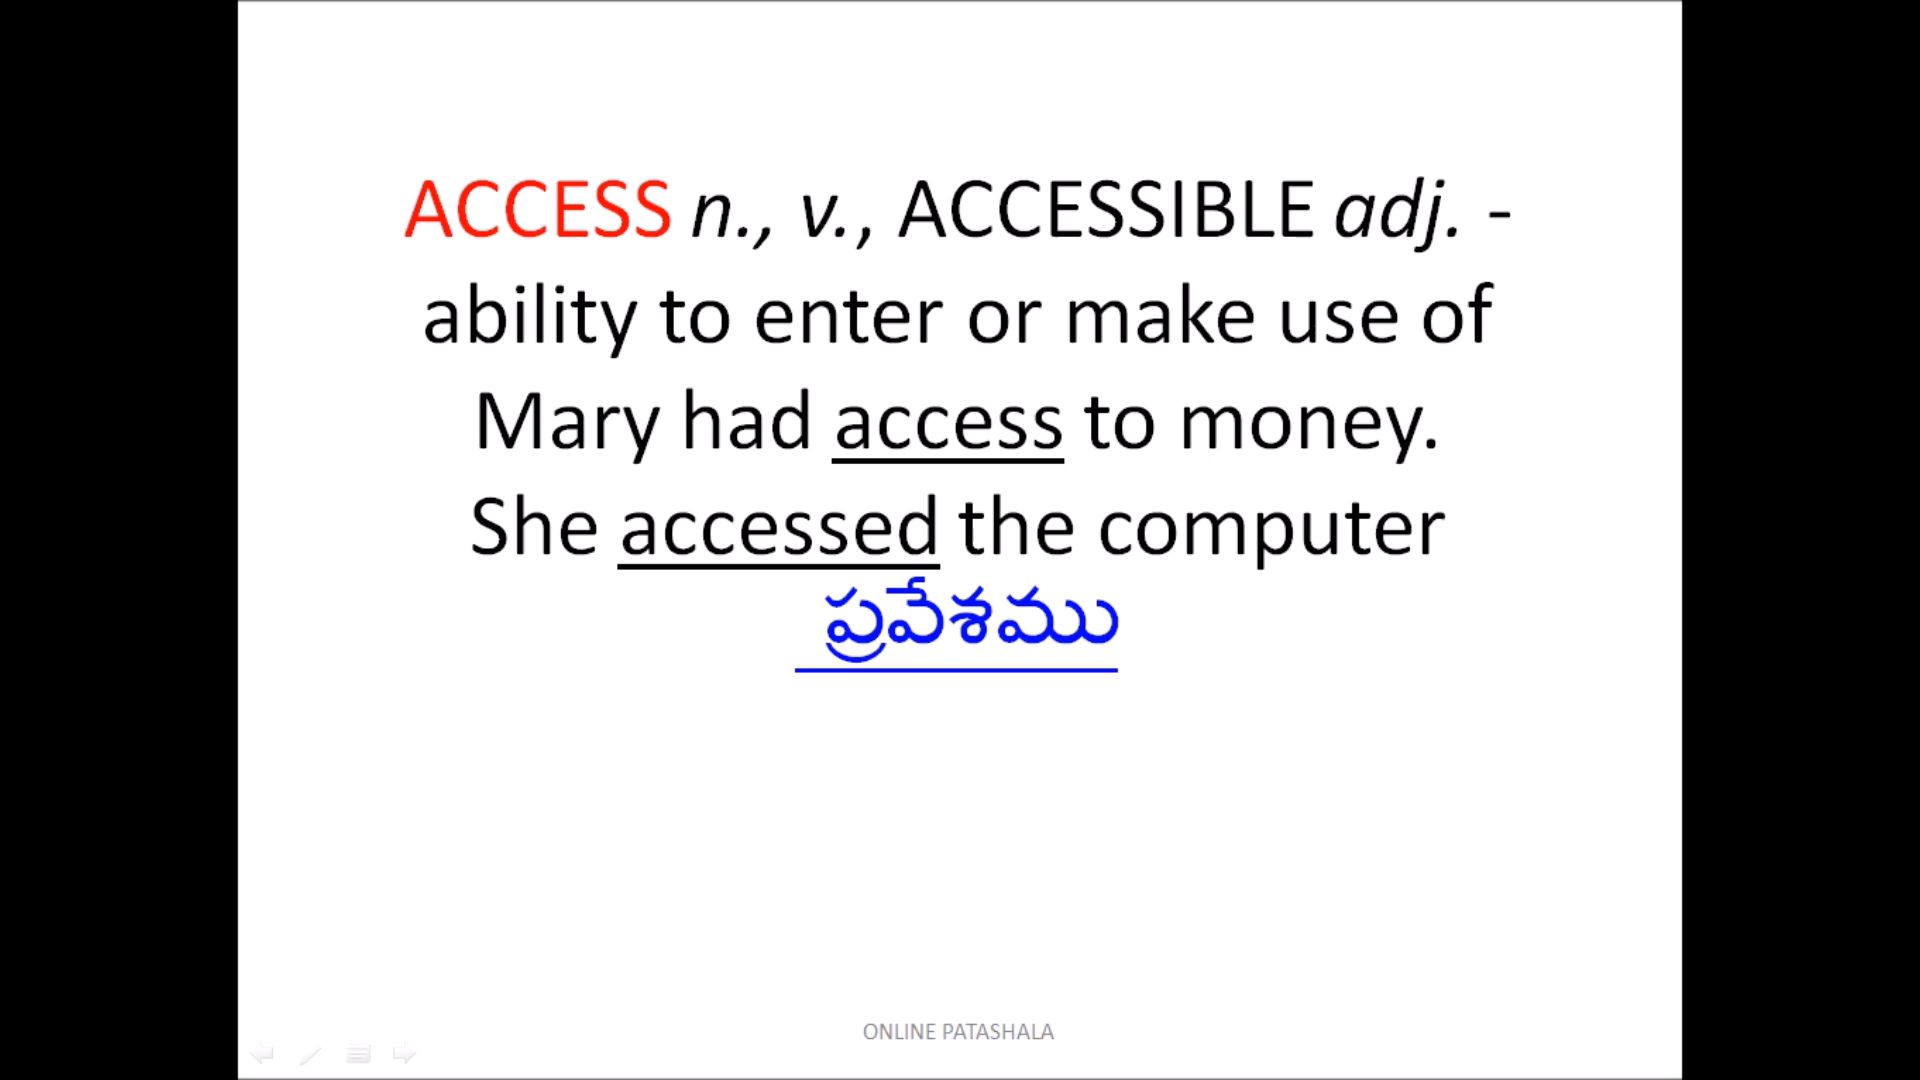 ACCESS n., v., ACCESSIBLE adj. -
ability to enter or make use of
Mary had access to money.
She accessed the computer
ప్రవేశము
ONLINE PATASHALA